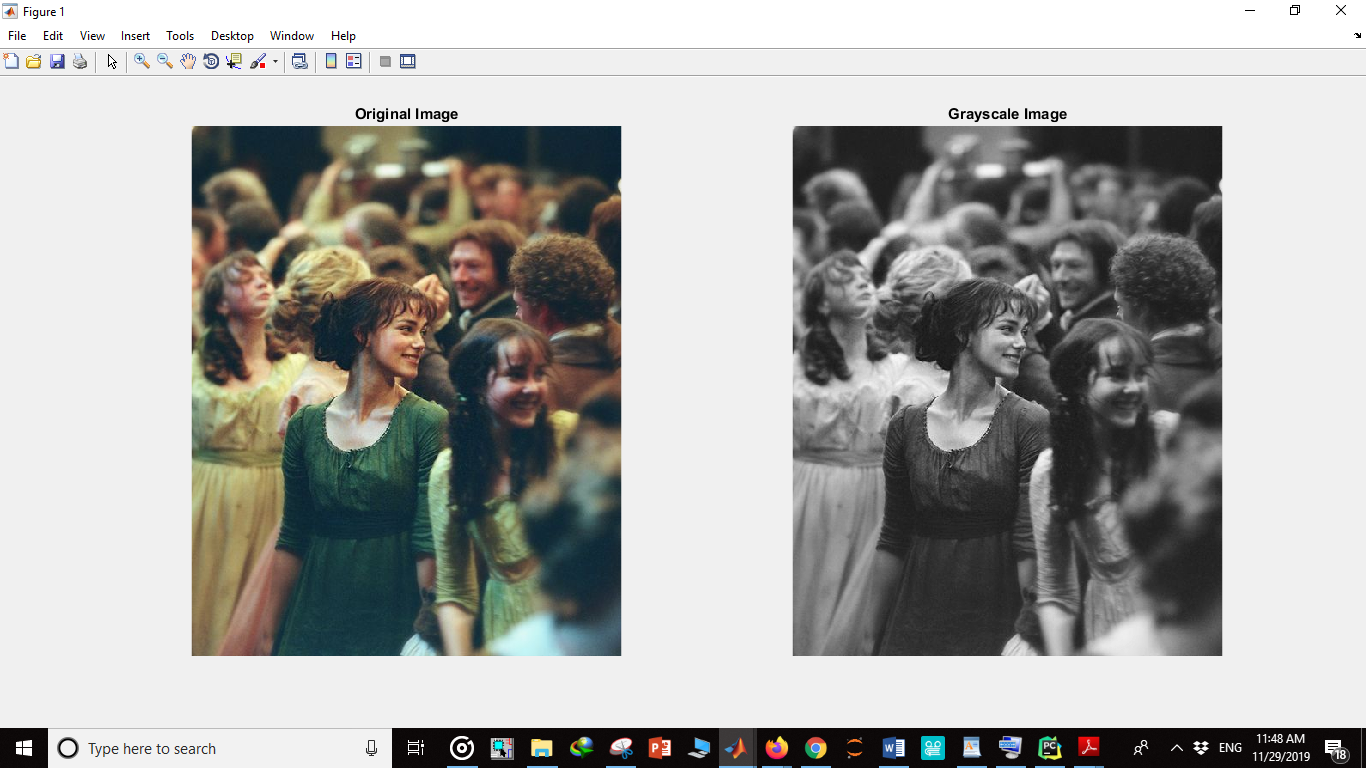 Figure 1
File Edit View Insert Tools Desktop Window Help
Original Image
Grayscale Image
Type here to search
ENG
11:48 AM
11/29/2019
18